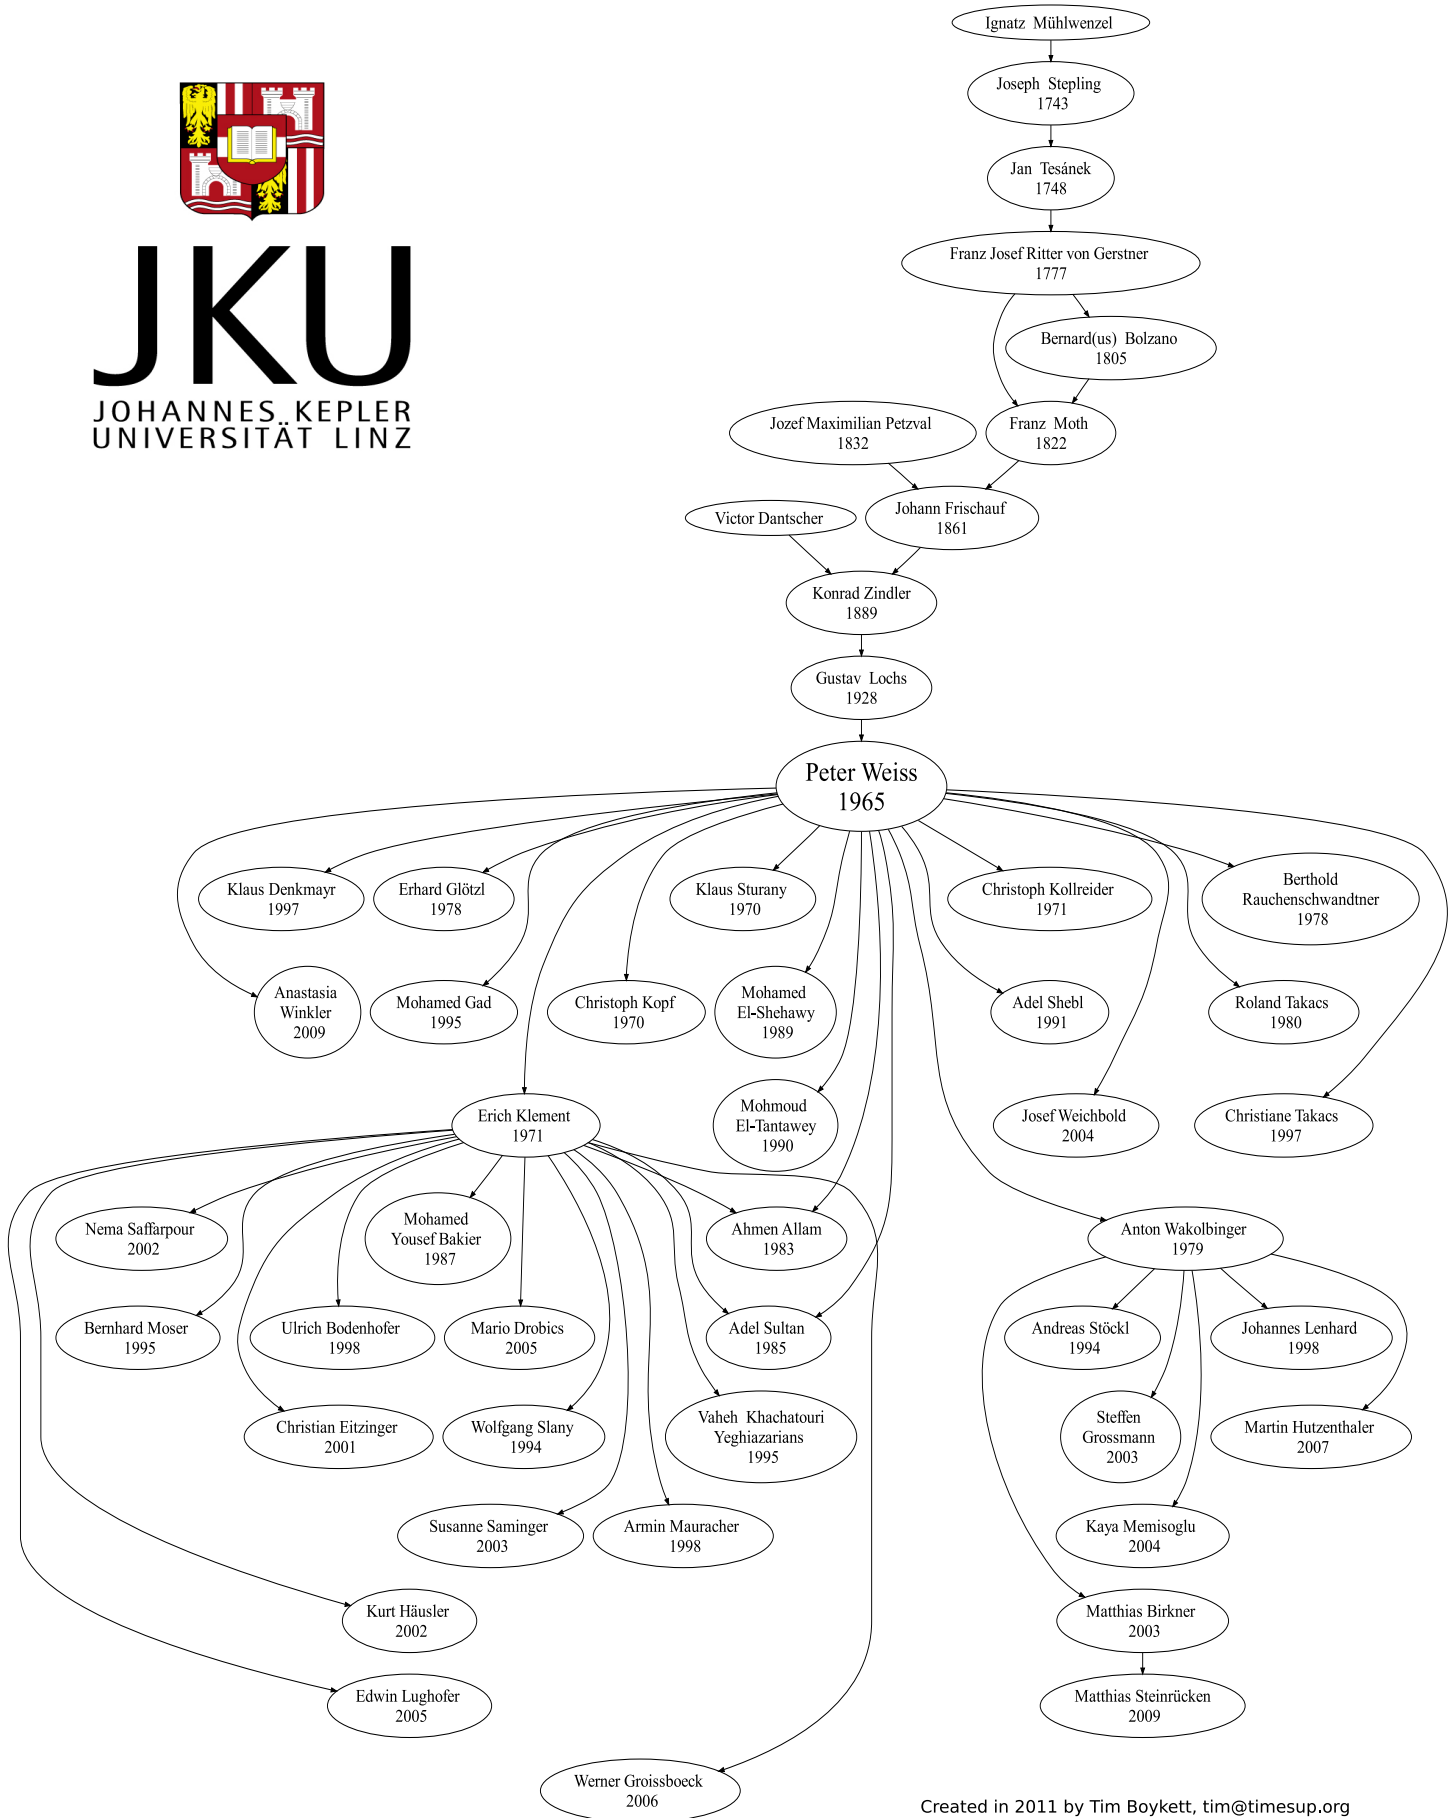 Ignatz Mühlwenzel
Joseph Stepling
1743
Jan Tesánek
1748
Franz Josef Ritter von Gerstner
1777
Bernard(us) Bolzano
1805
JKU
JOHANNES KEPLER
UNIVERSITÄT LINZ
Jozef Maximilian Petzval
1832
Franz Moth
1822
Victor Dantscher
Johann Frischauf
1861
Konrad Zindler
1889
Gustav Lochs
1928
Peter Weiss
1965
Klaus Denkmayr
1997
Erhard Glötzl
1978
Klaus Sturany
1970
Christoph Kollreider
1971
Berthold
Rauchenschwandtner
1978
Anastasia
Winkler
2009
Mohamed Gad
1995
Christoph Kopf
1970
Mohamed
El-Shehawy
1989
Adel Shebl
1991
Roland Takacs
1980
Erich Klement
1971
Mohmoud
El-Tantawey
1990
Josef Weichbold
2004
Christiane Takacs
1997
Nema Saffarpour
2002
Mohamed
Yousef Bakier
1987
Ahmen Allam
1983
Anton Wakolbinger
1979
Bernhard Moser
1995
Ulrich Bodenhofer
1998
Mario Drobics
2005
Adel Sultan
1985
Andreas Stöckl
1994
Johannes Lenhard
1998
Christian Eitzinger
2001
Wolfgang Slany
1994
Vaheh Khachatouri
Yeghiazarians
1995
Steffen
Grossmann
2003
Martin Hutzenthaler
2007
Susanne Saminger
2003
Armin Mauracher
1998
Kaya Memisoglu
2004
Kurt Häusler
2002
Matthias Birkner
2003
Edwin Lughofer
2005
Matthias Steinrücken
2009
Werner Groissboeck
2006
Created in 2011 by Tim Boykett, tim@timesup.org